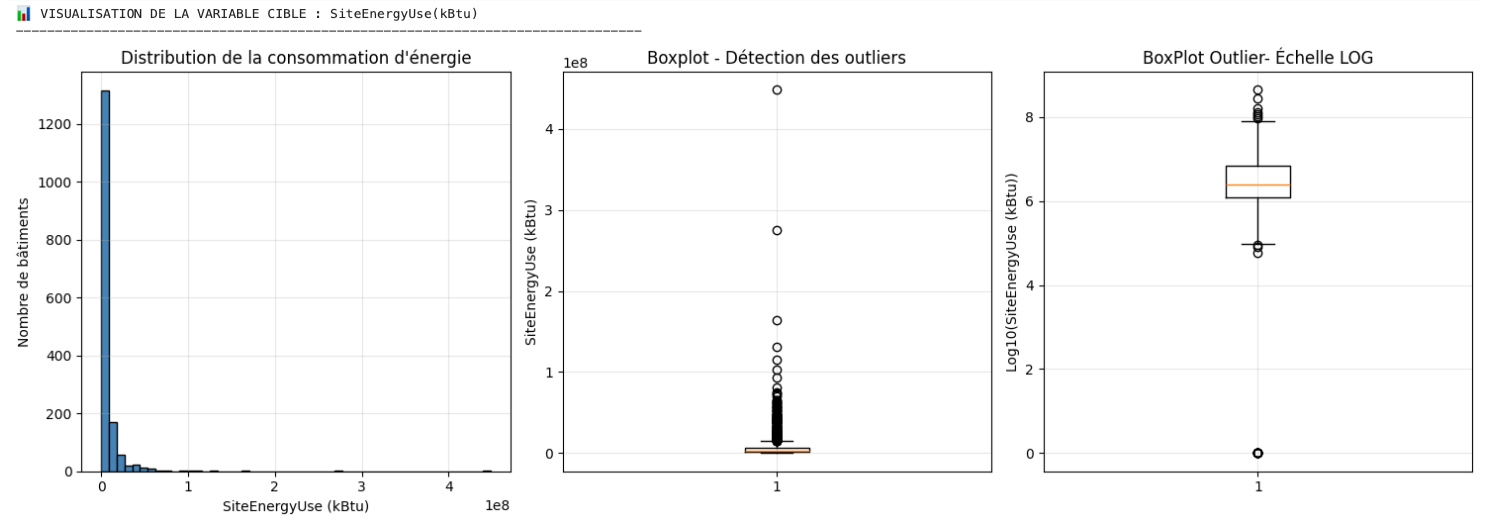 📊 VISUALISATION DE LA VARIABLE CIBLE : SiteEnergyUse(kBtu)
--------------------------------------------------------------------------------
Distribution de la consommation d'énergie
Nombre de bâtiments
1200
1000
800
600
400
200
0
0 1 2 3 4
1e8
SiteEnergyUse (kBtu)
Boxplot - Détection des outliers
1e8
SiteEnergyUse (kBtu)
4
3
2
1
0
1
BoxPlot Outlier- Échelle LOG
Log10(SiteEnergyUse (kBtu))
8
6
4
2
0
1